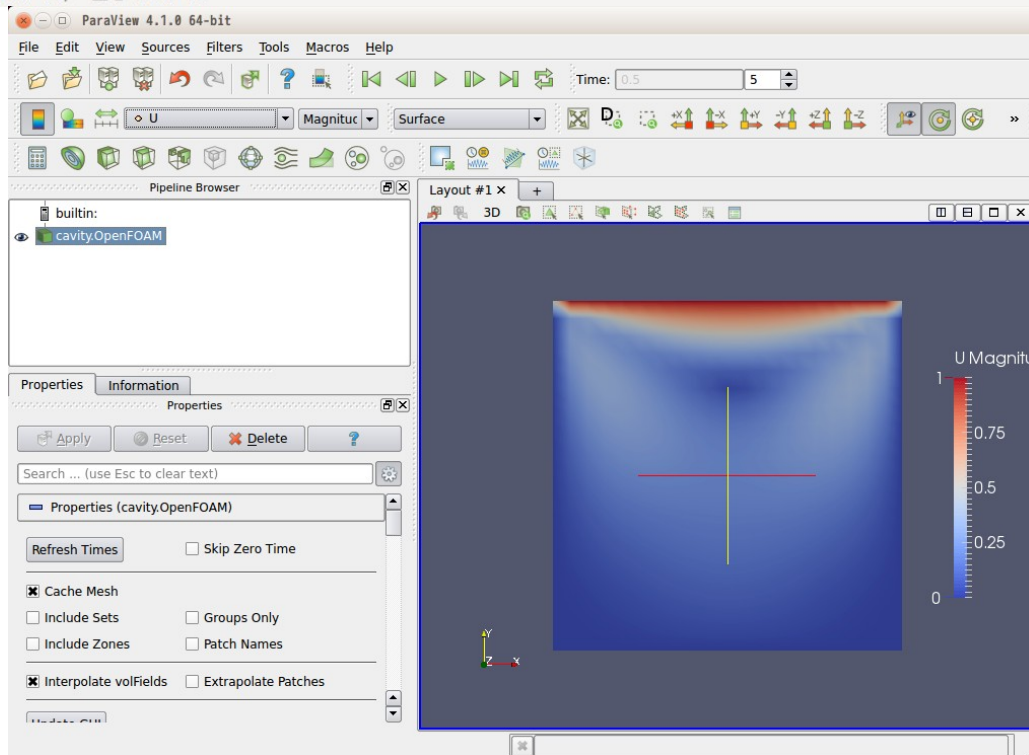 ParaView 4.1.0 64-bit
File Edit View Sources Filters Tools Macros Help
Time: 0.5 5
U Magnituc Surface D +X -X +Y -Y +Z -Z »
Pipeline Browser
Layout #1 × +
builtin:
3D
cavity.OpenFOAM
Properties Information
Properties
Apply Reset Delete ?
Search ... (use Esc to clear text)
Properties (cavity.OpenFOAM)
Refresh Times Skip Zero Time
Cache Mesh
Include Sets Groups Only
Include Zones Patch Names
Interpolate volFields Extrapolate Patches
U Magnitu
1
0.75
0.5
0.25
0
Y
Z X